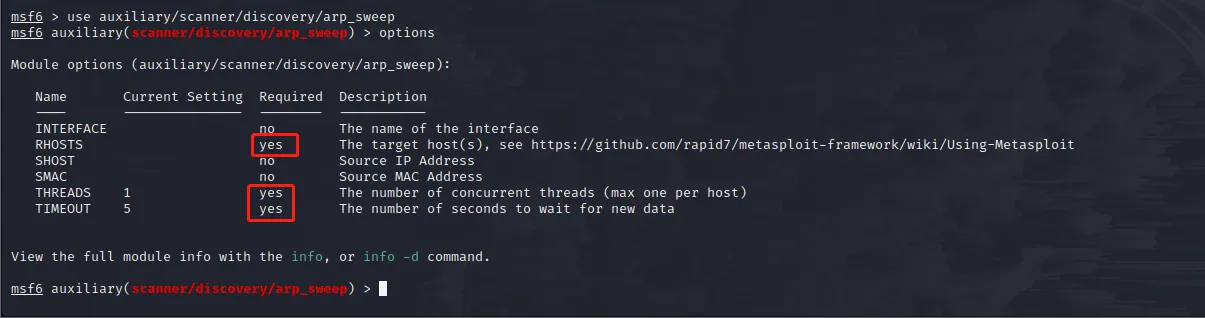 msf6 > use auxiliary/scanner/discovery/arp_sweep
msf6 auxiliary(scanner/discovery/arp_sweep) > options
Module options (auxiliary/scanner/discovery/arp_sweep):
Name Current Setting Required Description
---- --------------- -------- -----------
INTERFACE no The name of the interface
RHOSTS yes The target host(s), see https://github.com/rapid7/metasploit-framework/wiki/Using-Metasploit
SHOST no Source IP Address
SMAC no Source MAC Address
THREADS 1 yes The number of concurrent threads (max one per host)
TIMEOUT 5 yes The number of seconds to wait for new data
View the full module info with the info, or info -d command.
msf6 auxiliary(scanner/discovery/arp_sweep) >